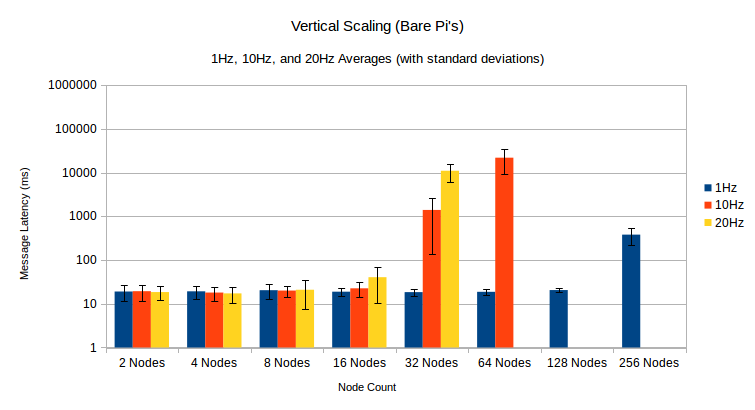 Vertical Scaling (Bare Pi's)
1Hz, 10Hz, and 20Hz Averages (with standard deviations)
Message Latency (ms)
1000000
100000
10000
1000
100
10
1
2 Nodes 4 Nodes 8 Nodes 16 Nodes 32 Nodes 64 Nodes 128 Nodes 256 Nodes
Node Count
1Hz
10Hz
20Hz